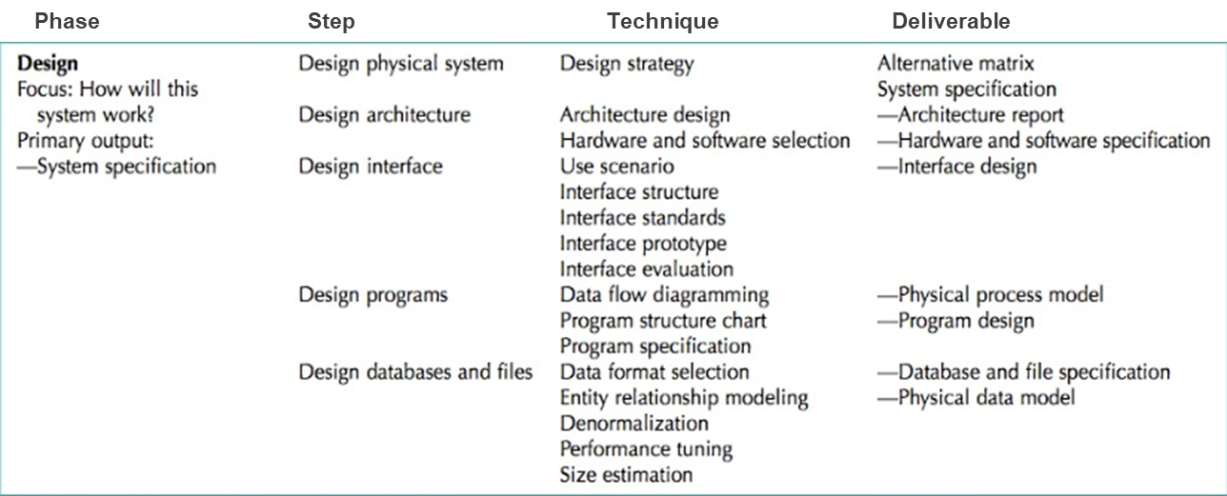 Phase Step Technique Deliverable
Design Design physical system Design strategy Alternative matrix
Focus: How will this System specification
system work? Design architecture Architecture design —Architecture report
Primary output: Hardware and software selection —Hardware and software specification
—System specification Design interface Use scenario —Interface design
Interface structure
Interface standards
Interface prototype
Interface evaluation
Design programs Data flow diagramming —Physical process model
Program structure chart —Program design
Program specification
Design databases and files Data format selection —Database and file specification
Entity relationship modeling —Physical data model
Denormalization
Performance tuning
Size estimation